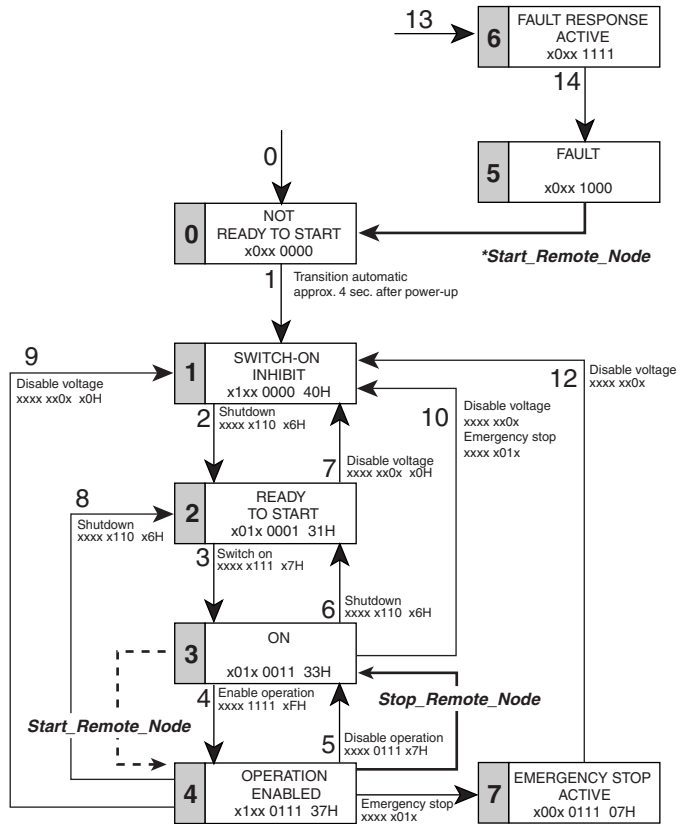 13
6
FAULT RESPONSE
ACTIVE
x0xx 1111
14
5
FAULT
x0xx 1000
0
0
NOT
READY TO START
x0xx 0000
*Start_Remote_Node
1
Transition automatic
approx. 4 sec. after power-up
9
Disable voltage
xxxx xx0x x0H
1
SWITCH-ON
INHIBIT
x1xx 0000 40H
12
Disable voltage
xxxx xx0x
10
Disable voltage
xxxx xx0x
Emergency stop
xxxx x01x
2
Shutdown
xxxx x110 x6H
7
Disable voltage
xxxx xx0x x0H
8
Shutdown
xxxx x110 x6H
2
READY
TO START
x01x 0001 31H
3
Switch on
xxxx x111 x7H
6
Shutdown
xxxx x110 x6H
3
ON
x01x 0011 33H
4
Enable operation
xxxx 1111 xFH
Stop_Remote_Node
Start_Remote_Node
5
Disable operation
xxxx 0111 x7H
4
OPERATION
ENABLED
x1xx 0111 37H
Emergency stop
xxxx x01x
7
EMERGENCY STOP
ACTIVE
x00x 0111 07H